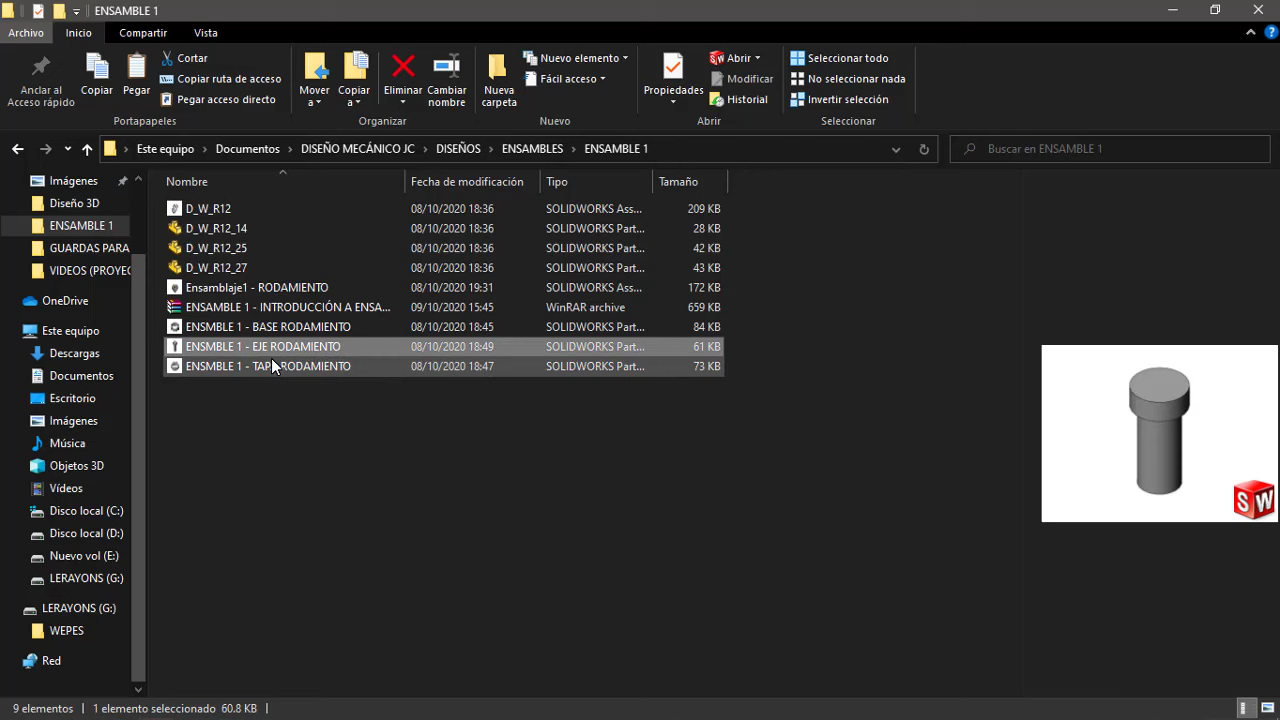 ENSAMBLE 1
Archivo Inicio Compartir Vista
Anclar al Acceso rápido
Copiar
Pegar
Cortar
Copiar ruta de acceso
Pegar acceso directo
Portapapeles
Mover a
Copiar a
Eliminar
Cambiar nombre
Organizar
Nueva carpeta
Nuevo elemento
Fácil acceso
Nuevo
Propiedades
Abrir
Modificar
Historial
Abrir
Seleccionar todo
No seleccionar nada
Invertir selección
Seleccionar
Este equipo > Documentos > DISEÑO MECÁNICO JC > DISEÑOS > ENSAMBLES > ENSAMBLE 1
Buscar en ENSAMBLE 1
Imágenes
Diseño 3D
ENSAMBLE 1
GUARDAS PARA
VIDEOS (PROYEC
OneDrive
Este equipo
Descargas
Documentos
Escritorio
Imágenes
Música
Objetos 3D
Vídeos
Disco local (C:)
Disco local (D:)
Nuevo vol (E:)
LERAYONS (G:)
LERAYONS (G:)
WEPES
Red
Nombre Fecha de modificación Tipo Tamaño
D_W_R12 08/10/2020 18:36 SOLIDWORKS Ass... 209 KB
D_W_R12_14 08/10/2020 18:36 SOLIDWORKS Part... 28 KB
D_W_R12_25 08/10/2020 18:36 SOLIDWORKS Part... 42 KB
D_W_R12_27 08/10/2020 18:36 SOLIDWORKS Part... 43 KB
Ensamblaje1 - RODAMIENTO 08/10/2020 19:31 SOLIDWORKS Ass... 172 KB
ENSAMBLE 1 - INTRODUCCIÓN A ENSA... 09/10/2020 15:45 WinRAR archive 659 KB
ENSMBLE 1 - BASE RODAMIENTO 08/10/2020 18:45 SOLIDWORKS Part... 84 KB
ENSMBLE 1 - EJE RODAMIENTO 08/10/2020 18:49 SOLIDWORKS Part... 61 KB
ENSMBLE 1 - TAPA RODAMIENTO 08/10/2020 18:47 SOLIDWORKS Part... 73 KB
SW
9 elementos 1 elemento seleccionado 60.8 KB